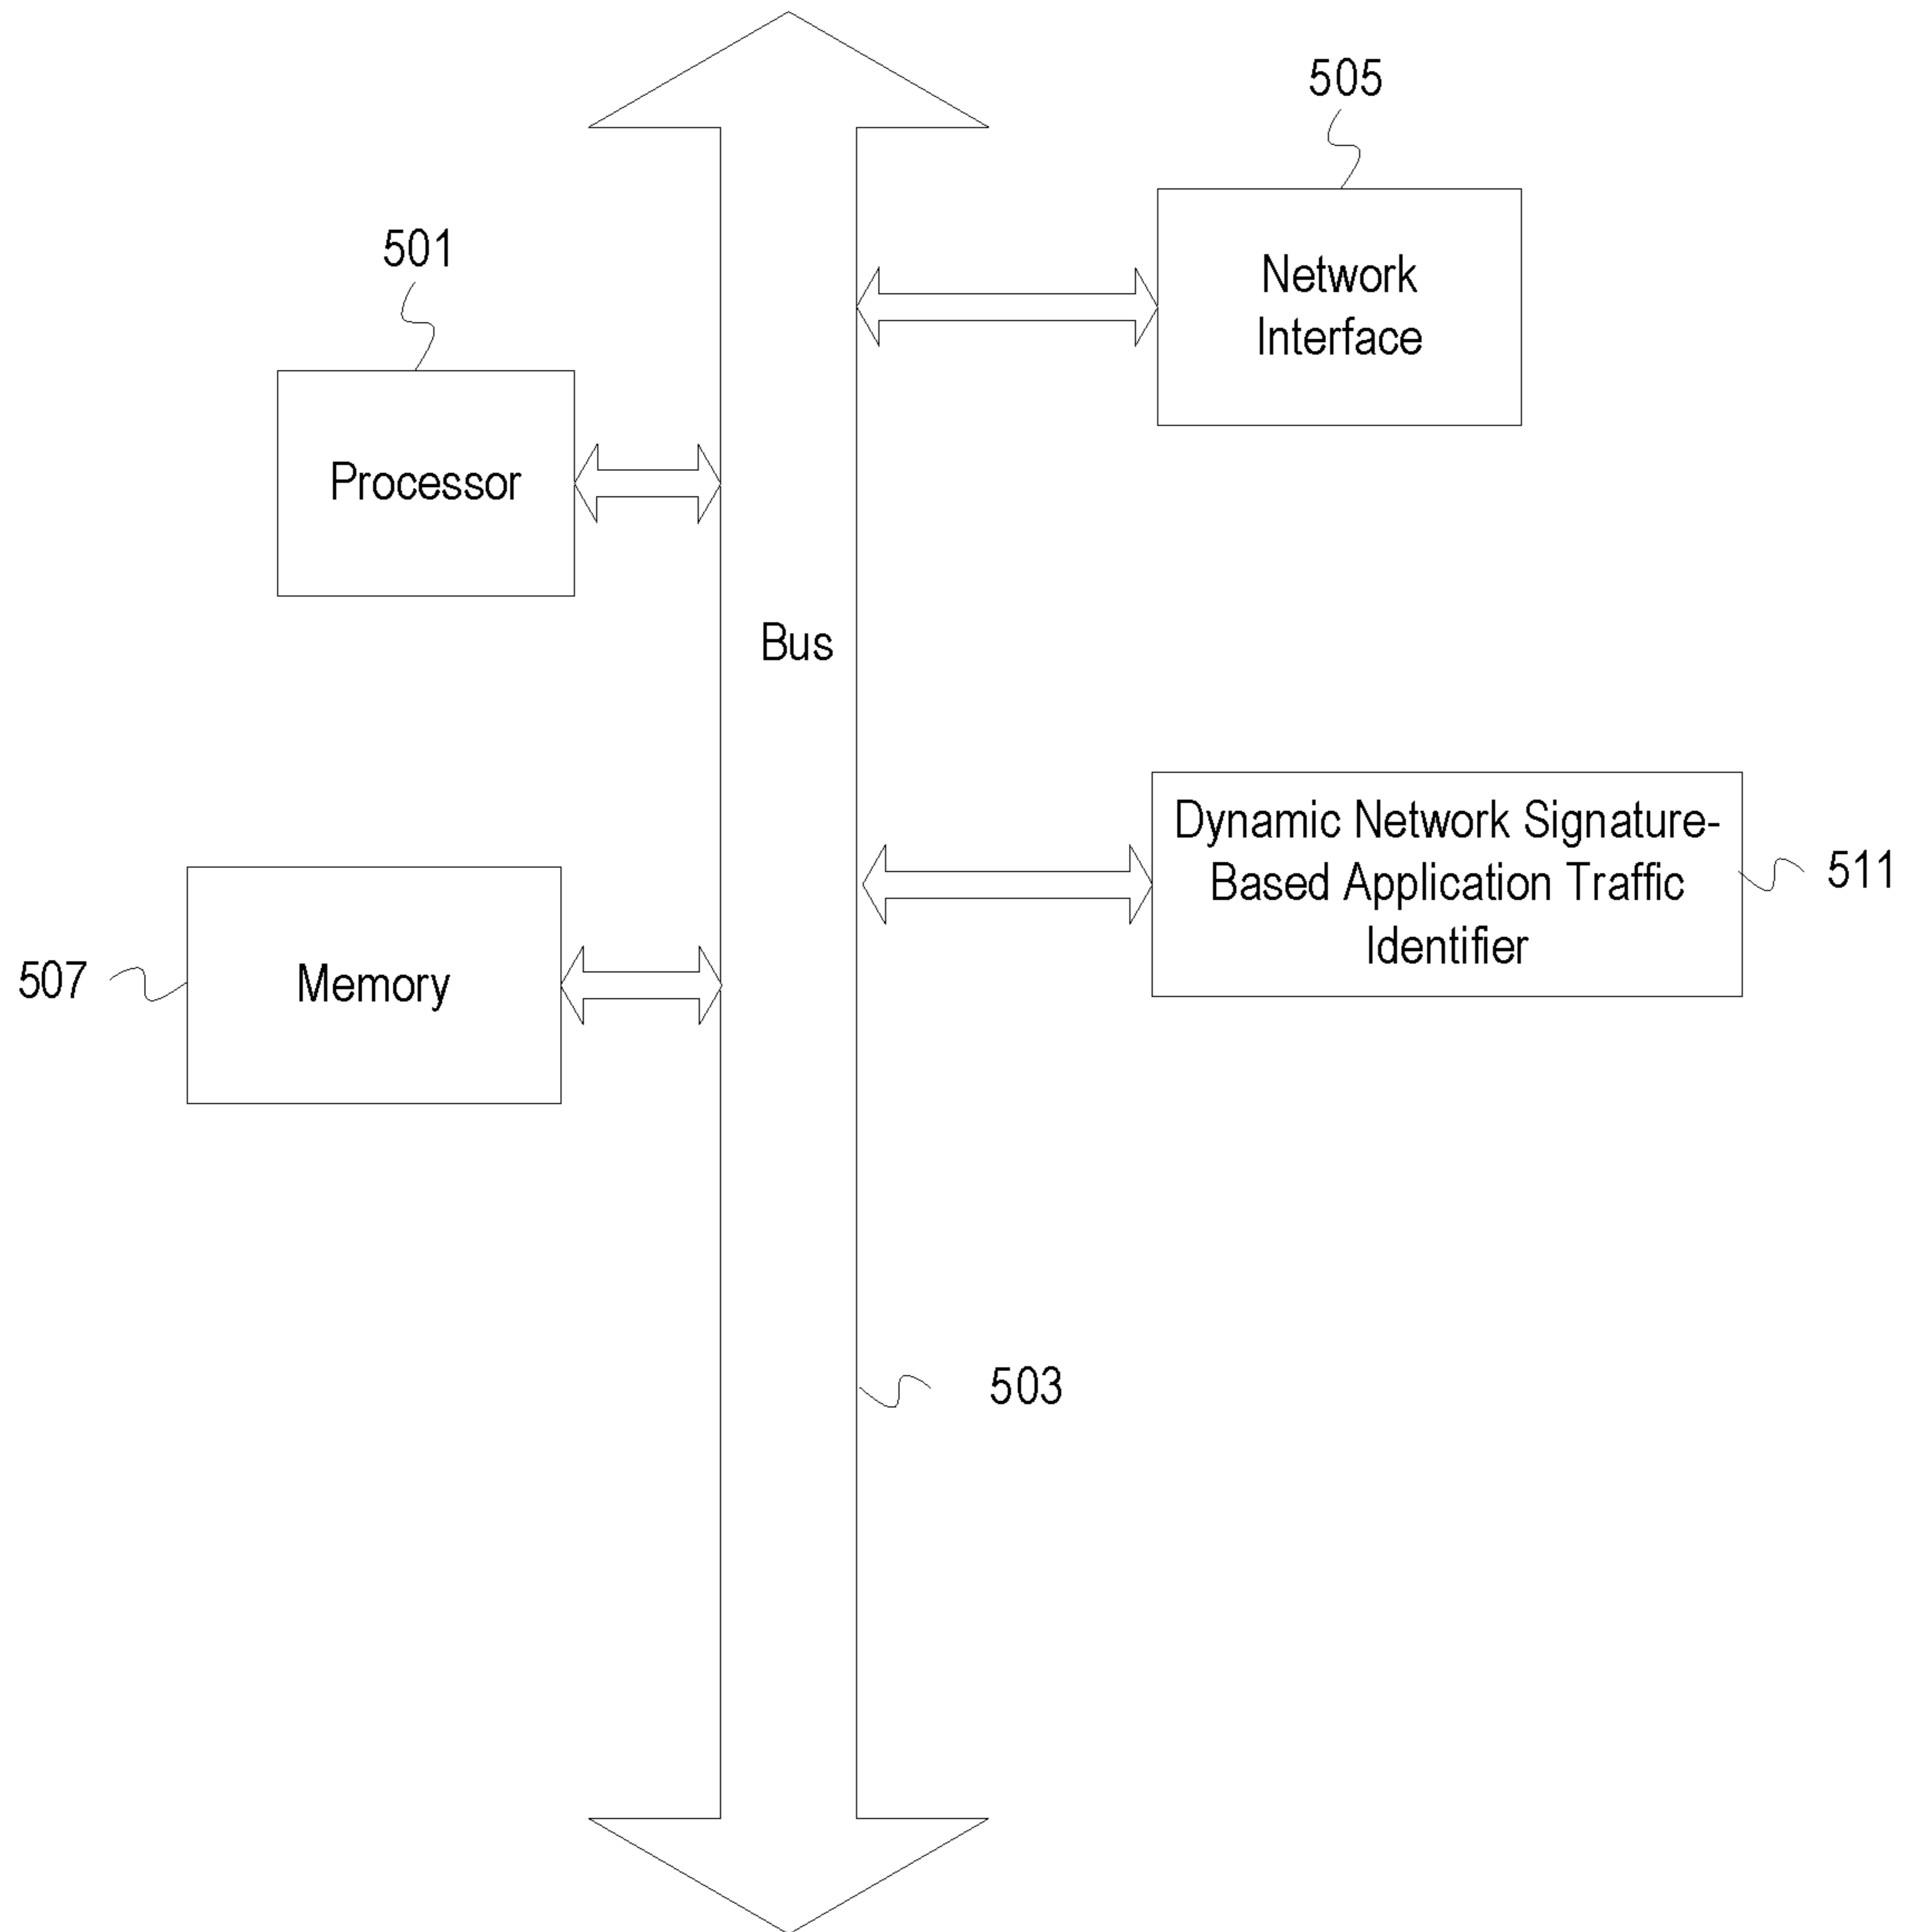 505
Network
Interface
501
Processor
Bus
Dynamic Network Signature-
Based Application Traffic
Identifier
511
507
Memory
503